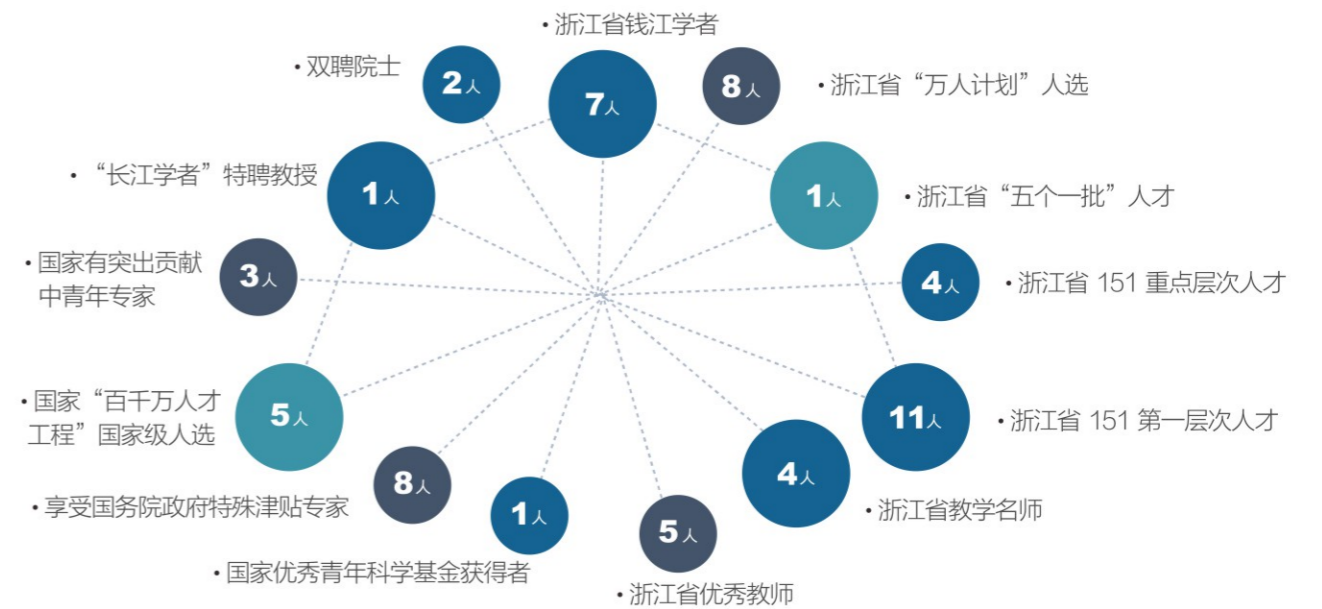 • 浙江省钱江学者
7人
• 双聘院士
2人
8人
• 浙江省“万人计划”人选
• “长江学者”特聘教授
1人
1人
• 浙江省“五个一批”人才
• 国家有突出贡献
中青年专家
3人
4人
• 浙江省 151 重点层次人才
• 国家“百千万人才
工程”国家级人选
5人
11人
• 浙江省 151 第一层次人才
• 享受国务院政府特殊津贴专家
8人
4人
• 浙江省教学名师
1人
• 国家优秀青年科学基金获得者
5人
• 浙江省优秀教师